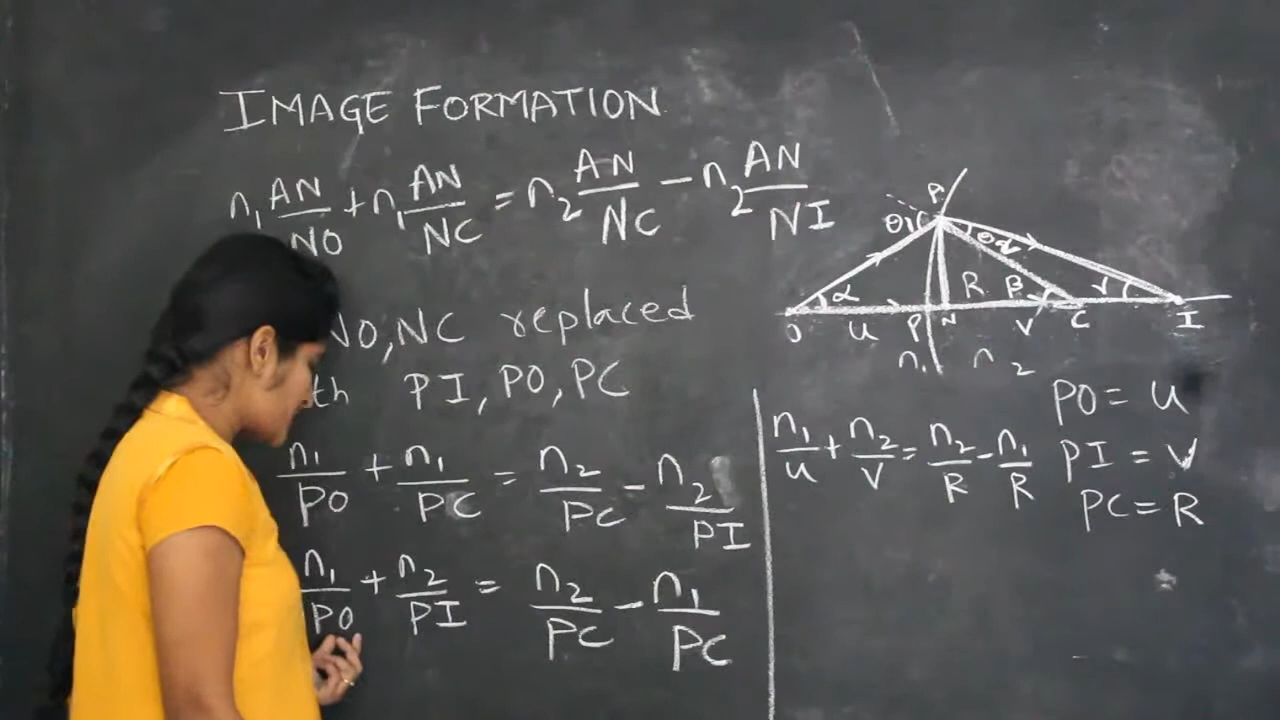 IMAGE FORMATION
n₁ AN/NO + n₁ AN/NC = n₂ AN/NC − n₂ AN/NI
NO, NC replaced
th PI, PO, PC
n₁/PO + n₁/PC = n₂/PC − n₂/PI
n₁/PO + n₂/PI = n₂/PC − n₁/PC
A
θ₁ θ₂
α R β γ
O u P N V C I
n₁ n₂
PO = u
n₁/u + n₂/v = n₂/R − n₁/R
PI = V
PC = R